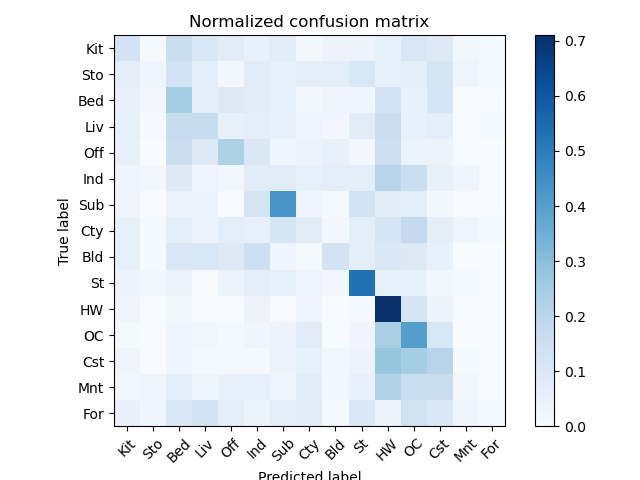 Normalized confusion matrix
True label
Kit
Sto
Bed
Liv
Off
Ind
Sub
Cty
Bld
St
HW
OC
Cst
Mnt
For
Kit Sto Bed Liv Off Ind Sub Cty Bld St HW OC Cst Mnt For
Predicted label
0.7
0.6
0.5
0.4
0.3
0.2
0.1
0.0